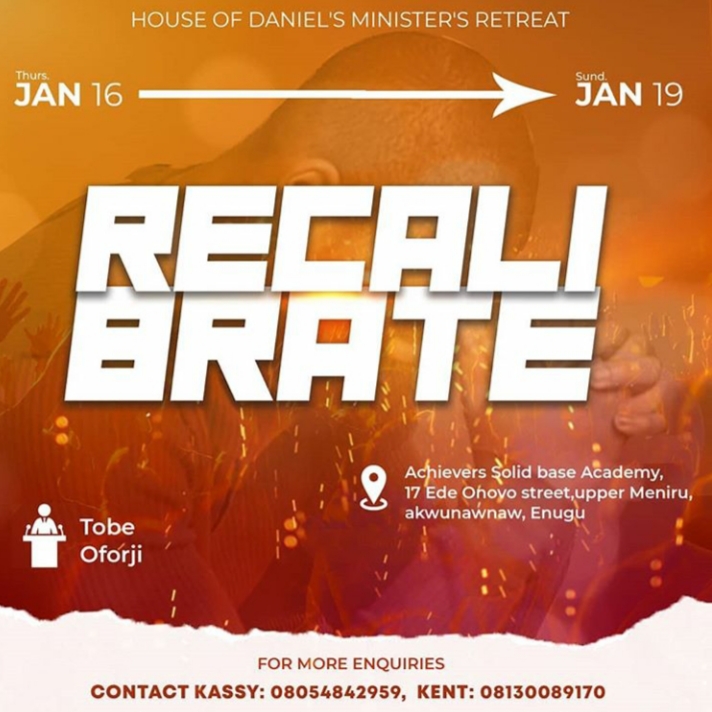 HOUSE OF DANIEL'S MINISTER'S RETREAT
Thurs.
JAN 16
Sund.
JAN 19
RECALI
BRATE
Achievers Solid base Academy,
17 Ede Ohovo street,upper Meniru,
akwunawnaw, Enugu
Tobe
Oforji
FOR MORE ENQUIRIES
CONTACT KASSY: 08054842959, KENT: 08130089170